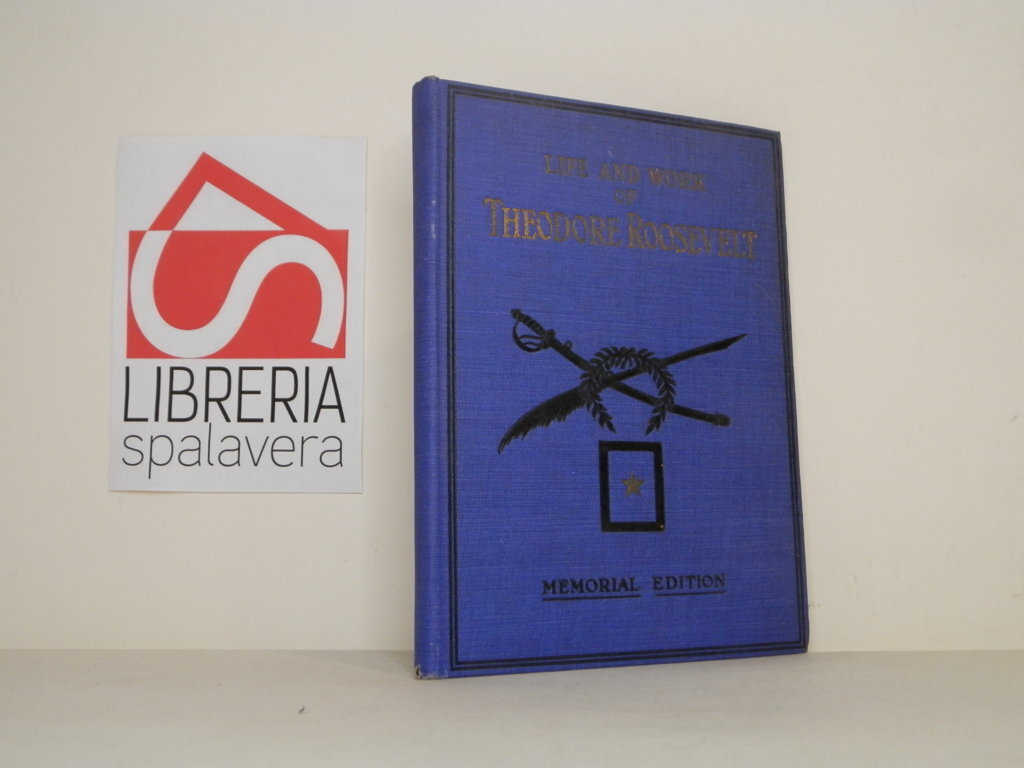 LIBRERIA
spalavera
LIFE AND WORK
OF
THEODORE ROOSEVELT
MEMORIAL EDITION